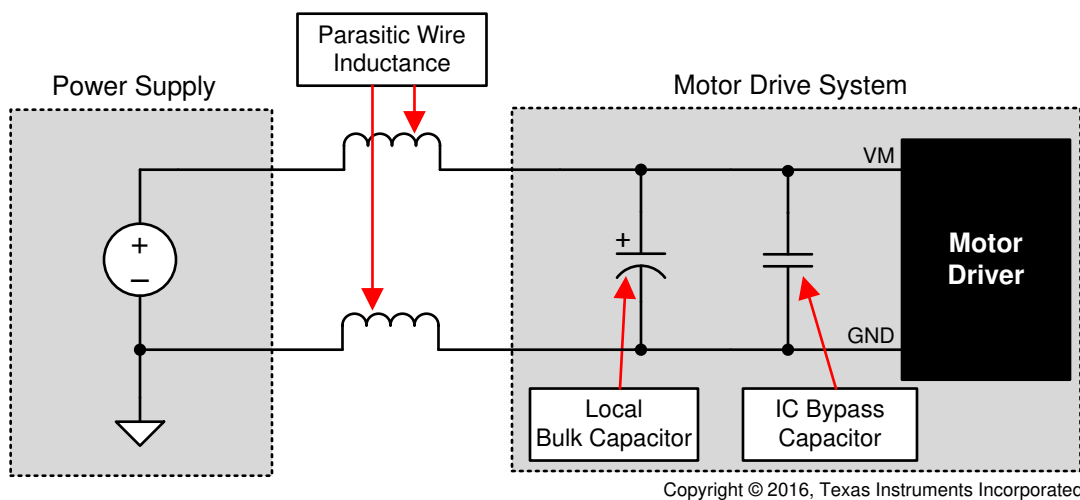 Parasitic Wire
Inductance
Power Supply
Motor Drive System
VM
+
+
–
Motor
Driver
GND
Local
Bulk Capacitor
IC Bypass
Capacitor
Copyright © 2016, Texas Instruments Incorporated